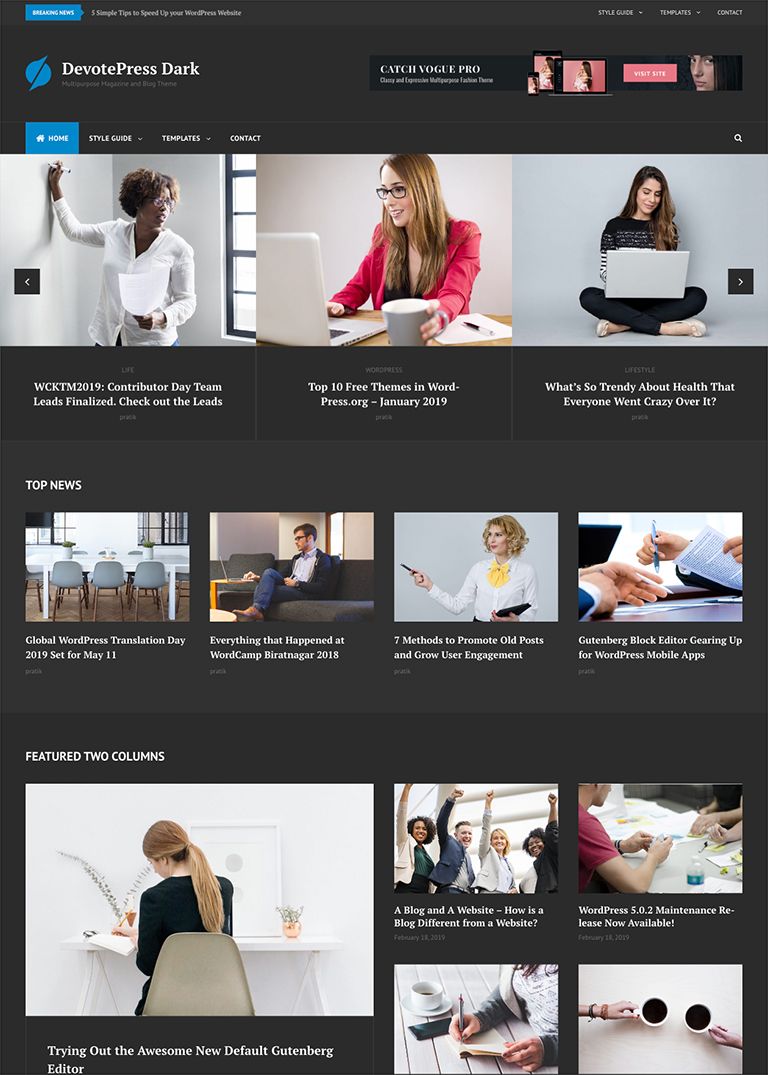 BREAKING NEWS
5 Simple Tips to Speed Up your WordPress Website
STYLE GUIDE
TEMPLATES
CONTACT
DevotePress Dark
Multipurpose Magazine and Blog Theme
CATCH VOGUE PRO
Classy and Expressive Multipurpose Fashion Theme
VISIT SITE
HOME
STYLE GUIDE
TEMPLATES
CONTACT
LIFE
WCKTM2019: Contributor Day Team
Leads Finalized. Check out the Leads
pratik
WORDPRESS
Top 10 Free Themes in Word-
Press.org – January 2019
pratik
LIFESTYLE
What's So Trendy About Health That
Everyone Went Crazy Over It?
pratik
TOP NEWS
Global WordPress Translation Day
2019 Set for May 11
pratik
Everything that Happened at
WordCamp Biratnagar 2018
pratik
7 Methods to Promote Old Posts
and Grow User Engagement
pratik
Gutenberg Block Editor Gearing Up
for WordPress Mobile Apps
pratik
FEATURED TWO COLUMNS
A Blog and A Website – How is a
Blog Different from a Website?
February 18, 2019
WordPress 5.0.2 Maintenance Re-
lease Now Available!
February 18, 2019
Trying Out the Awesome New Default Gutenberg
Editor